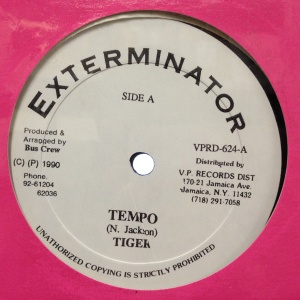 EXTERMINATOR
SIDE A
Produced &
Arranged by
Bus Crew
(C) (P) 1990
Phone.
92-61204
62036
VPRD-624-A
Distributed by
V.P. RECORDS DIST
170-21 Jamaica Ave.
Jamaica, N.Y. 11432
(718) 291-7058
TEMPO
(N. Jackson)
TIGER
UNAUTHORIZED COPYING IS STRICTLY PROHIBITED